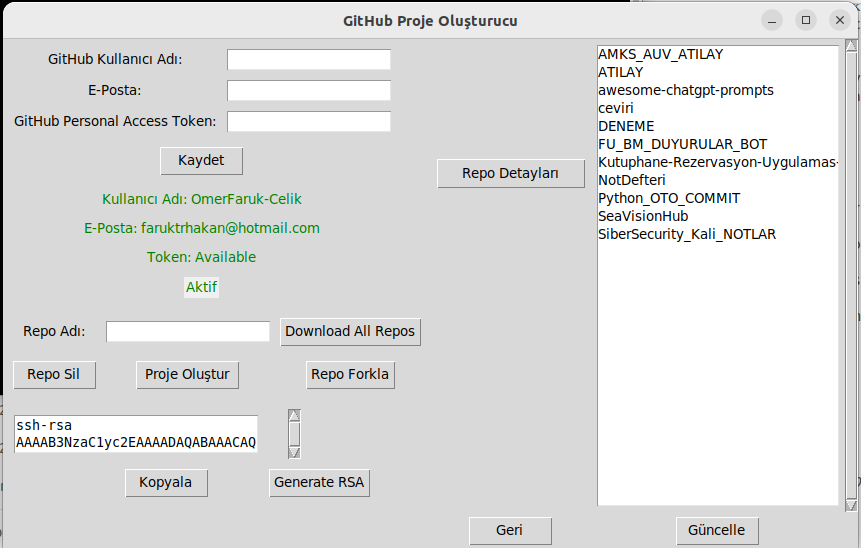 GitHub Proje Oluşturucu
GitHub Kullanıcı Adı:
E-Posta:
GitHub Personal Access Token:
Kaydet
Kullanıcı Adı: OmerFaruk-Celik
E-Posta: faruktrhakan@hotmail.com
Token: Available
Aktif
Repo Adı:
Download All Repos
Repo Sil
Proje Oluştur
Repo Forkla
ssh-rsa
AAAAB3NzaC1yc2EAAAADAQABAAACAQ
Kopyala
Generate RSA
Repo Detayları
AMKS_AUV_ATILAY
ATILAY
awesome-chatgpt-prompts
ceviri
DENEME
FU_BM_DUYURULAR_BOT
Kutuphane-Rezervasyon-Uygulamas-
NotDefteri
Python_OTO_COMMIT
SeaVisionHub
SiberSecurity_Kali_NOTLAR
Geri
Güncelle